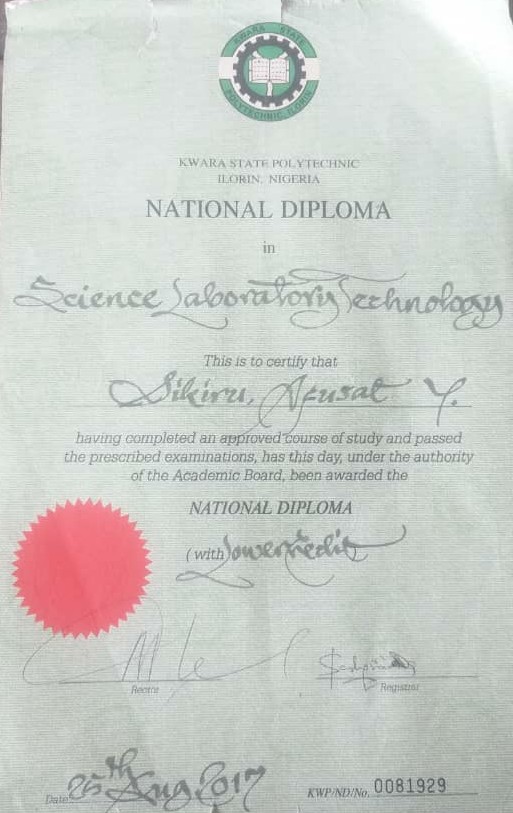 KWARA STATE
POLYTECHNIC ILORIN
KWARA STATE POLYTECHNIC
ILORIN, NIGERIA
NATIONAL DIPLOMA
in
Science Laboratory Technology
This is to certify that
Sikiru, Afusat Y.
having completed an approved course of study and passed
the prescribed examinations, has this day, under the authority
of the Academic Board, been awarded the
NATIONAL DIPLOMA
(with Lower Credit
Rector
Registrar
Date 25th Aug 2017
KWP/ND/No. 0081929